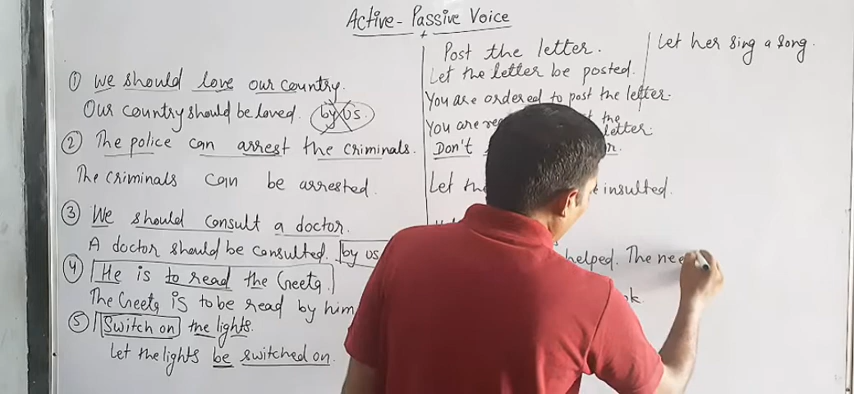 Active - Passive Voice
① We should love our country.
Our country should be loved. by us.
② The police can arrest the criminals.
The criminals can be arrested.
③ We should consult a doctor.
A doctor should be consulted. by us
④ He is to read the Geeta.
The Geeta is to be read by him
⑤ Switch on the lights.
Let the lights be switched on.
Post the letter.
Let the letter be posted.
You are ordered to post the letter.
You are the
letter.
Don't
Let the insulted.
helped. The nee
Let her sing a song.